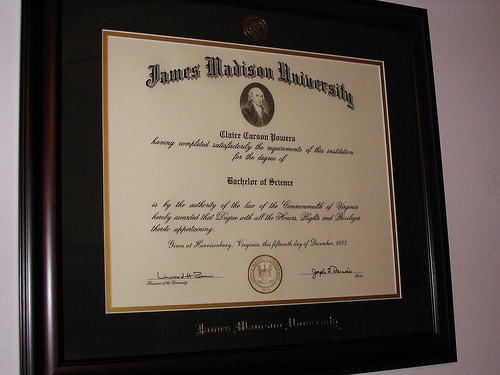 James Madison University
Claire Carson Powers
having completed satisfactorily the requirements of this institution
for the degree of
Bachelor of Science
is by the authority of the law of the Commonwealth of Virginia
hereby awarded that Degree with all the Honors, Rights and Privileges
thereto appertaining.
Given at Harrisonburg, Virginia, this fifteenth day of December, 2007.
President of the University
Rector
James Madison University